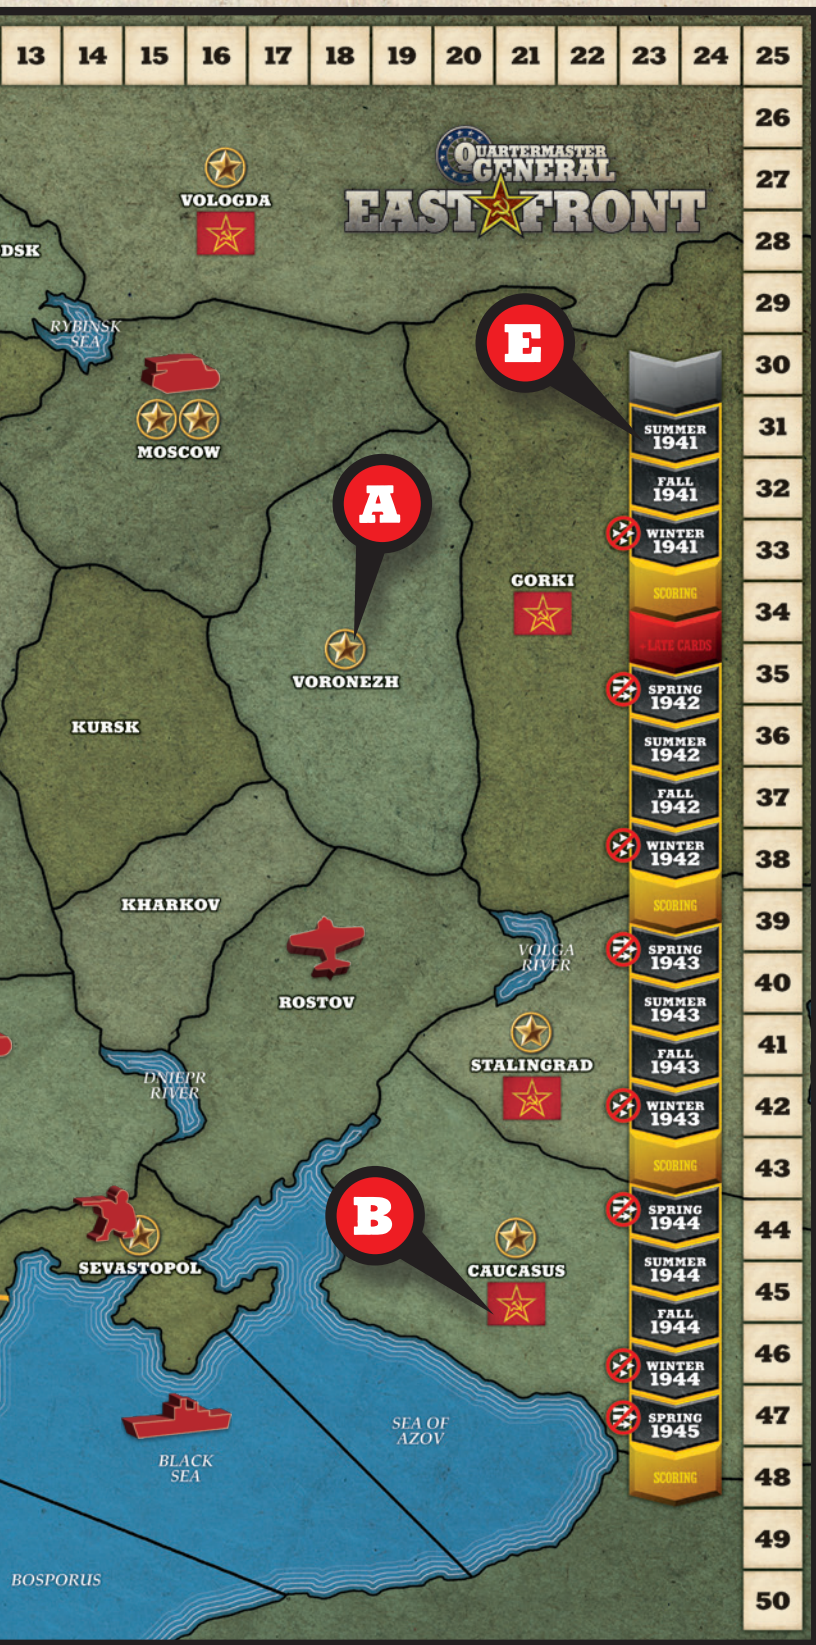 13 14 15 16 17 18 19 20 21 22 23 24 25
26
27
28
29
30
31
32
33
34
35
36
37
38
39
40
41
42
43
44
45
46
47
48
49
50
QUARTERMASTER
GENERAL
EAST FRONT
VOLOGDA
DSK
RYBINSK
SEA
MOSCOW
E
A
VORONEZH
GORKI
KURSK
KHARKOV
ROSTOV
VOLGA
RIVER
STALINGRAD
DNIEPR
RIVER
B
SEVASTOPOL
CAUCASUS
SEA OF
AZOV
BLACK
SEA
BOSPORUS
SUMMER
1941
FALL
1941
WINTER
1941
SCORING
+LATE CARDS
SPRING
1942
SUMMER
1942
FALL
1942
WINTER
1942
SCORING
SPRING
1943
SUMMER
1943
FALL
1943
WINTER
1943
SCORING
SPRING
1944
SUMMER
1944
FALL
1944
WINTER
1944
SPRING
1945
SCORING